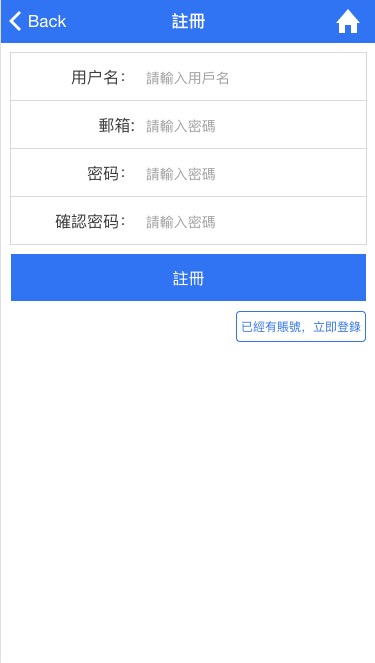 Back
註冊
用户名：
請輸入用戶名
郵箱:
請輸入密碼
密码：
請輸入密碼
確認密码：
請輸入密碼
註冊
已經有賬號，立即登錄